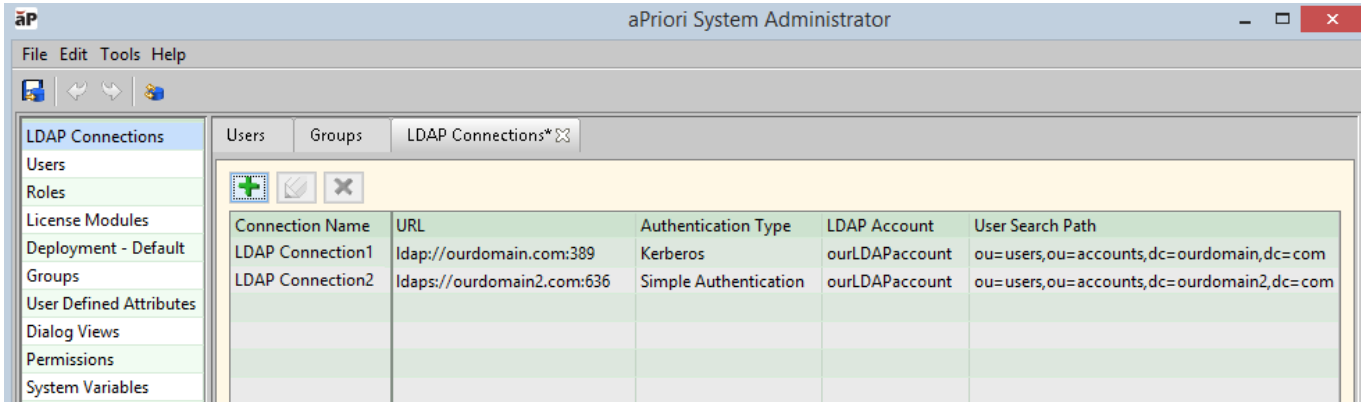 aP aPriori System Administrator
File Edit Tools Help
LDAP Connections
Users
Roles
License Modules
Deployment - Default
Groups
User Defined Attributes
Dialog Views
Permissions
System Variables
Users Groups LDAP Connections*
Connection Name URL Authentication Type LDAP Account User Search Path
LDAP Connection1 ldap://ourdomain.com:389 Kerberos ourLDAPaccount ou=users,ou=accounts,dc=ourdomain,dc=com
LDAP Connection2 ldaps://ourdomain2.com:636 Simple Authentication ourLDAPaccount ou=users,ou=accounts,dc=ourdomain2,dc=com